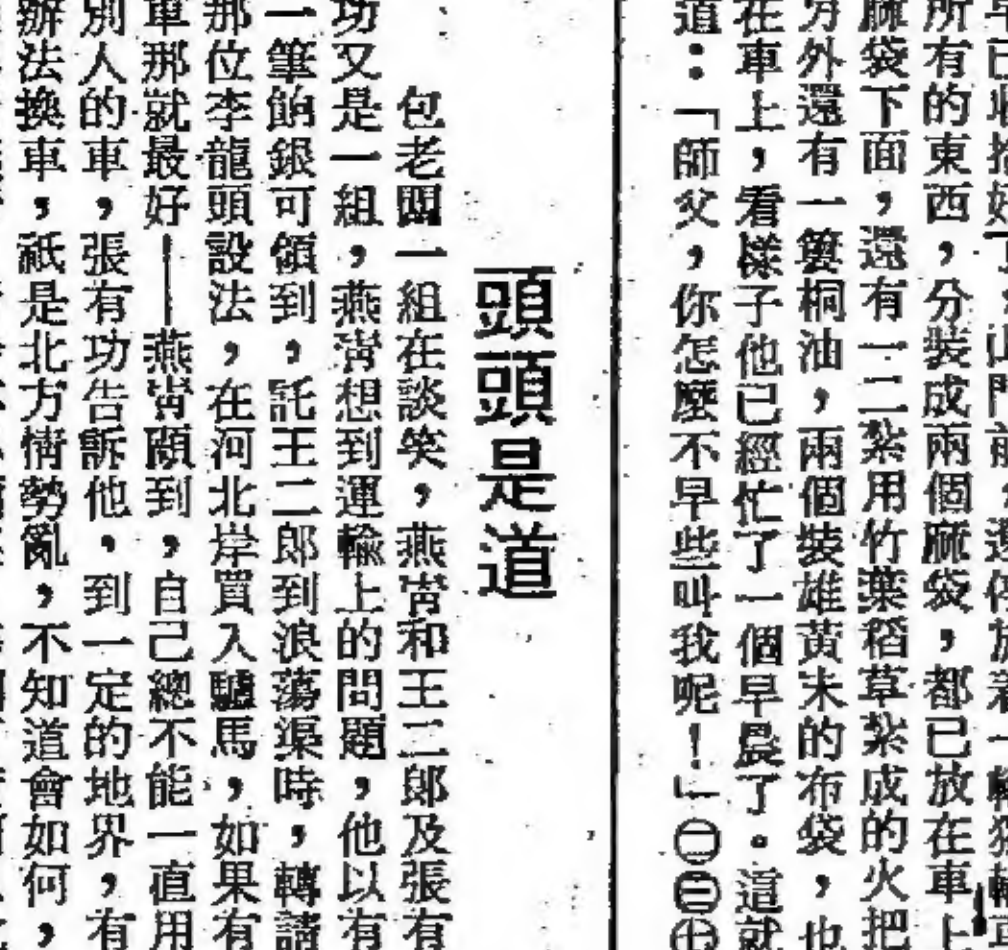 所有的東西，分裝成兩個麻袋，都已放在車上
麻袋下面，還有一二紮用竹葉稻草紮成的火把
另外還有一簍桐油，兩個裝雄黃末的布袋，也
在車上，看樣子他已經忙了一個早晨了。這就
道：「師父，你怎麼不早些叫我呢！」㊁㊂㊆
頭頭是道
包老闆一組在談笑，燕青和王二郎及張有
功又是一組，燕青想到運輸上的問題，他以有
一筆餉銀可領到，託王二郎到浪蕩渠時，轉請
那位李龍頭設法，在河北岸買入驢馬，如果有
車那就最好——燕青顧到，自己總不能一直用
別人的車，張有功告訴他，到一定的地界，有
辦法換車，祇是北方情勢亂，不知道會如何，